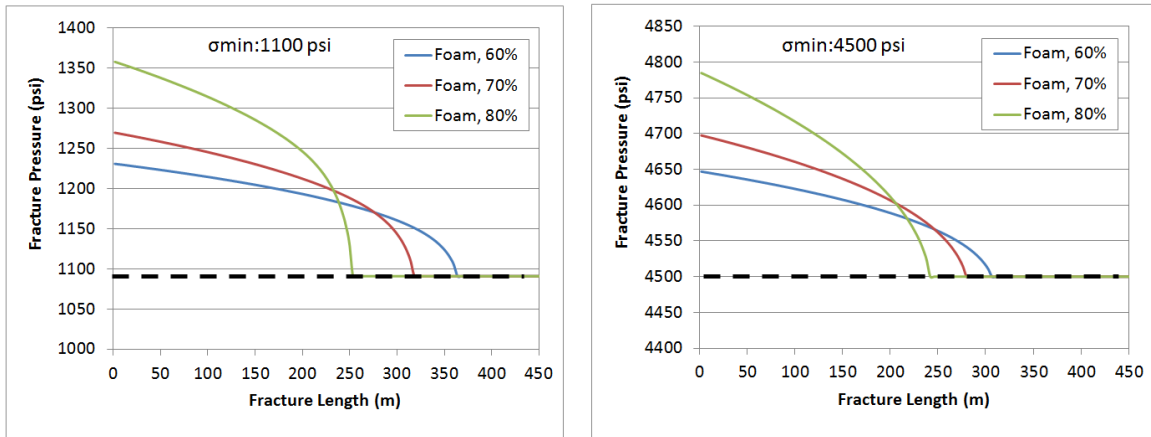 σmin:1100 psi
Foam, 60%
Foam, 70%
Foam, 80%
Fracture Pressure (psi)
1400
1350
1300
1250
1200
1150
1100
1050
1000
0 50 100 150 200 250 300 350 400 450
Fracture Length (m)
σmin:4500 psi
Foam, 60%
Foam, 70%
Foam, 80%
Fracture Pressure (psi)
4850
4800
4750
4700
4650
4600
4550
4500
4450
4400
0 50 100 150 200 250 300 350 400 450
Fracture Length (m)